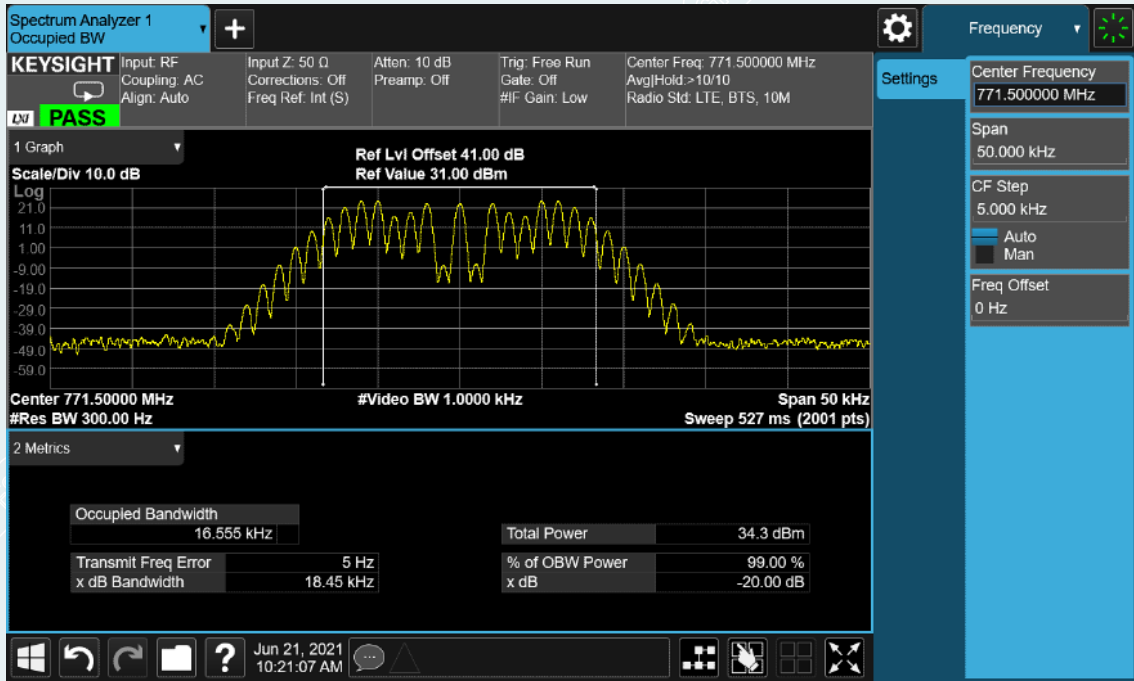 Spectrum Analyzer 1
Occupied BW
+
Frequency
KEYSIGHT
LXI
PASS
Input: RF
Coupling: AC
Align: Auto
Input Z: 50 Ω
Corrections: Off
Freq Ref: Int (S)
Atten: 10 dB
Preamp: Off
Trig: Free Run
Gate: Off
#IF Gain: Low
Center Freq: 771.500000 MHz
Avg|Hold:>10/10
Radio Std: LTE, BTS, 10M
Settings
Center Frequency
771.500000 MHz
Span
50.000 kHz
CF Step
5.000 kHz
Auto
Man
Freq Offset
0 Hz
1 Graph
Scale/Div 10.0 dB
Ref Lvl Offset 41.00 dB
Ref Value 31.00 dBm
Log
21.0
11.0
1.00
-9.00
-19.0
-29.0
-39.0
-49.0
-59.0
Center 771.50000 MHz
#Video BW 1.0000 kHz
Span 50 kHz
#Res BW 300.00 Hz
Sweep 527 ms (2001 pts)
2 Metrics
Occupied Bandwidth
16.555 kHz
Total Power 34.3 dBm
Transmit Freq Error 5 Hz
% of OBW Power 99.00 %
x dB Bandwidth 18.45 kHz
x dB -20.00 dB
?
Jun 21, 2021
10:21:07 AM